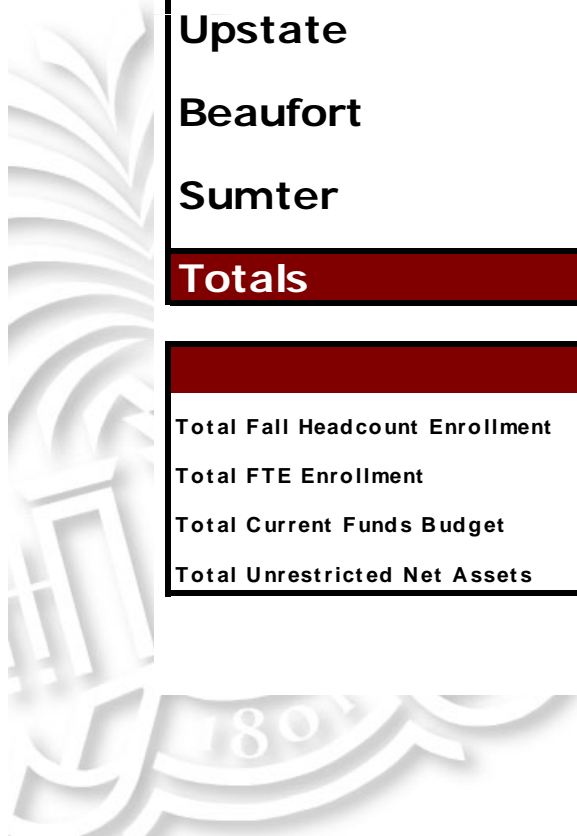 Upstate
Beaufort
Sumter
Totals
Total Fall Headcount Enrollment
Total FTE Enrollment
Total Current Funds Budget
Total Unrestricted Net Assets
1801